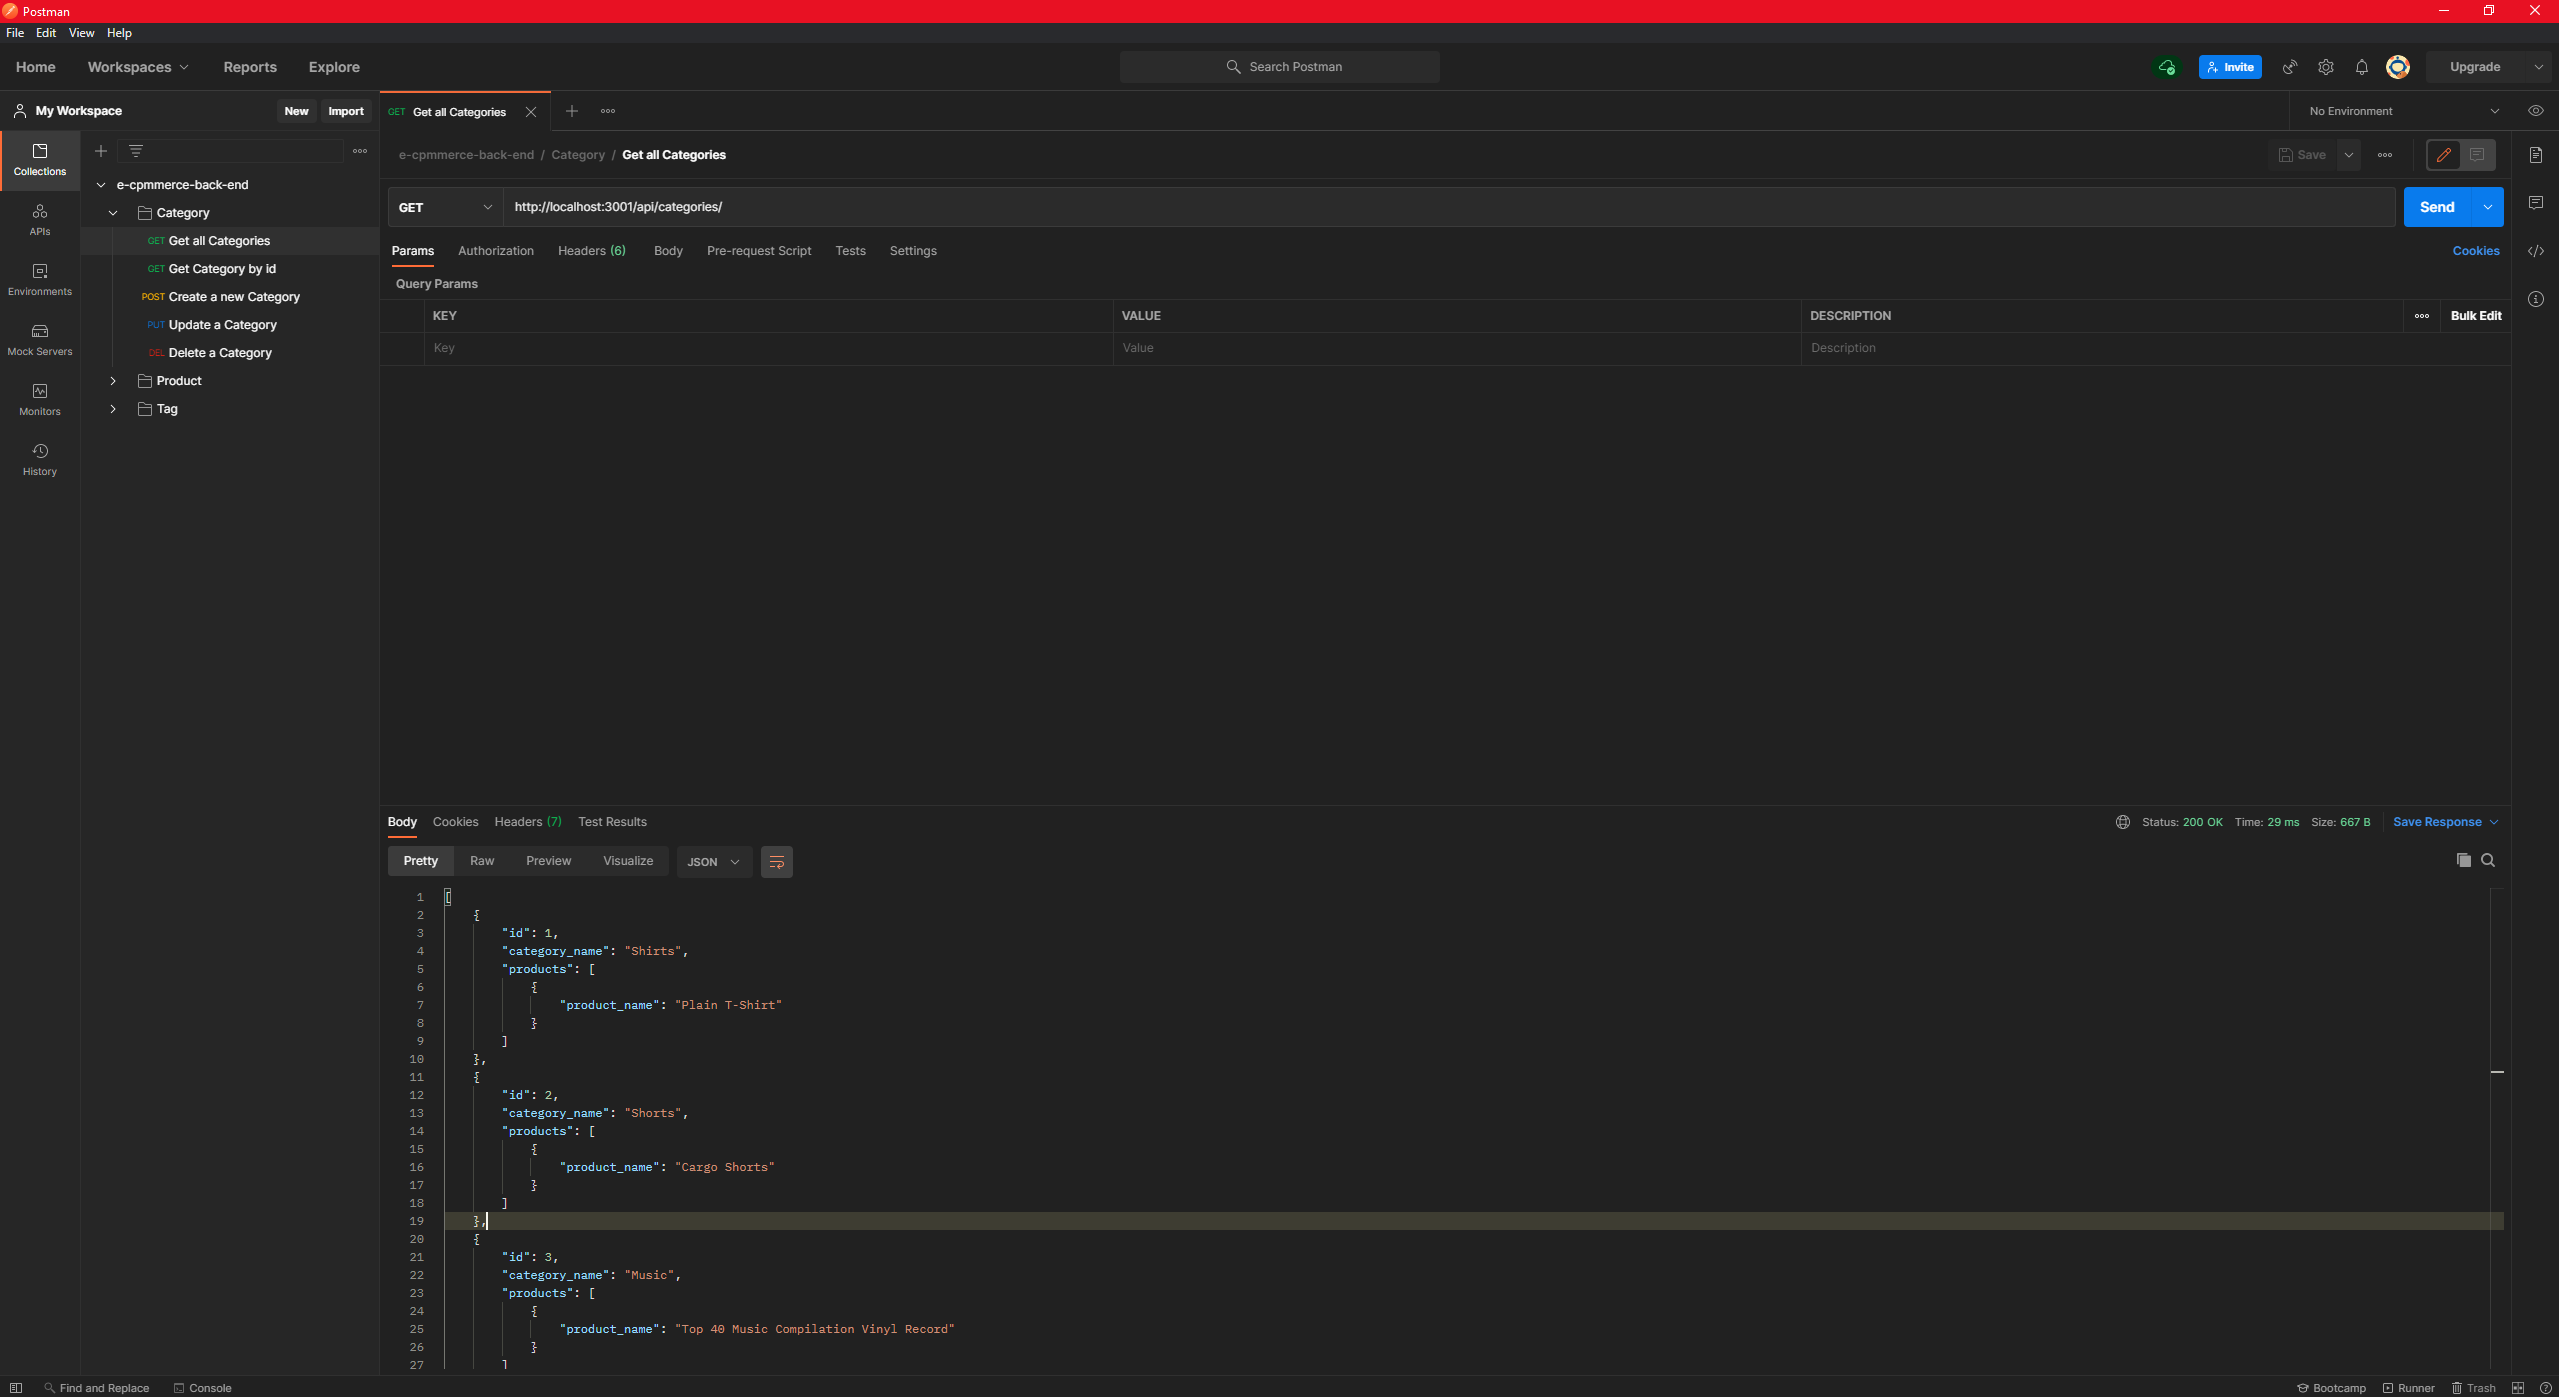 Postman
File Edit View Help
Home Workspaces Reports Explore Search Postman Invite Upgrade
My Workspace New Import GET Get all Categories No Environment
Collections
APIs
Environments
Mock Servers
Monitors
History
e-cpmmerce-back-end
Category
GET Get all Categories
GET Get Category by id
POST Create a new Category
PUT Update a Category
DEL Delete a Category
Product
Tag
e-cpmmerce-back-end / Category / Get all Categories Save
GET http://localhost:3001/api/categories/ Send
Params Authorization Headers (6) Body Pre-request Script Tests Settings Cookies
Query Params
KEY VALUE DESCRIPTION Bulk Edit
Key Value Description
Body Cookies Headers (7) Test Results Status: 200 OK Time: 29 ms Size: 667 B Save Response
Pretty Raw Preview Visualize JSON
1 [
2 {
3 "id": 1,
4 "category_name": "Shirts",
5 "products": [
6 {
7 "product_name": "Plain T-Shirt"
8 }
9 ]
10 },
11 {
12 "id": 2,
13 "category_name": "Shorts",
14 "products": [
15 {
16 "product_name": "Cargo Shorts"
17 }
18 ]
19 },
20 {
21 "id": 3,
22 "category_name": "Music",
23 "products": [
24 {
25 "product_name": "Top 40 Music Compilation Vinyl Record"
26 }
27 ]
Find and Replace Console Bootcamp Runner Trash